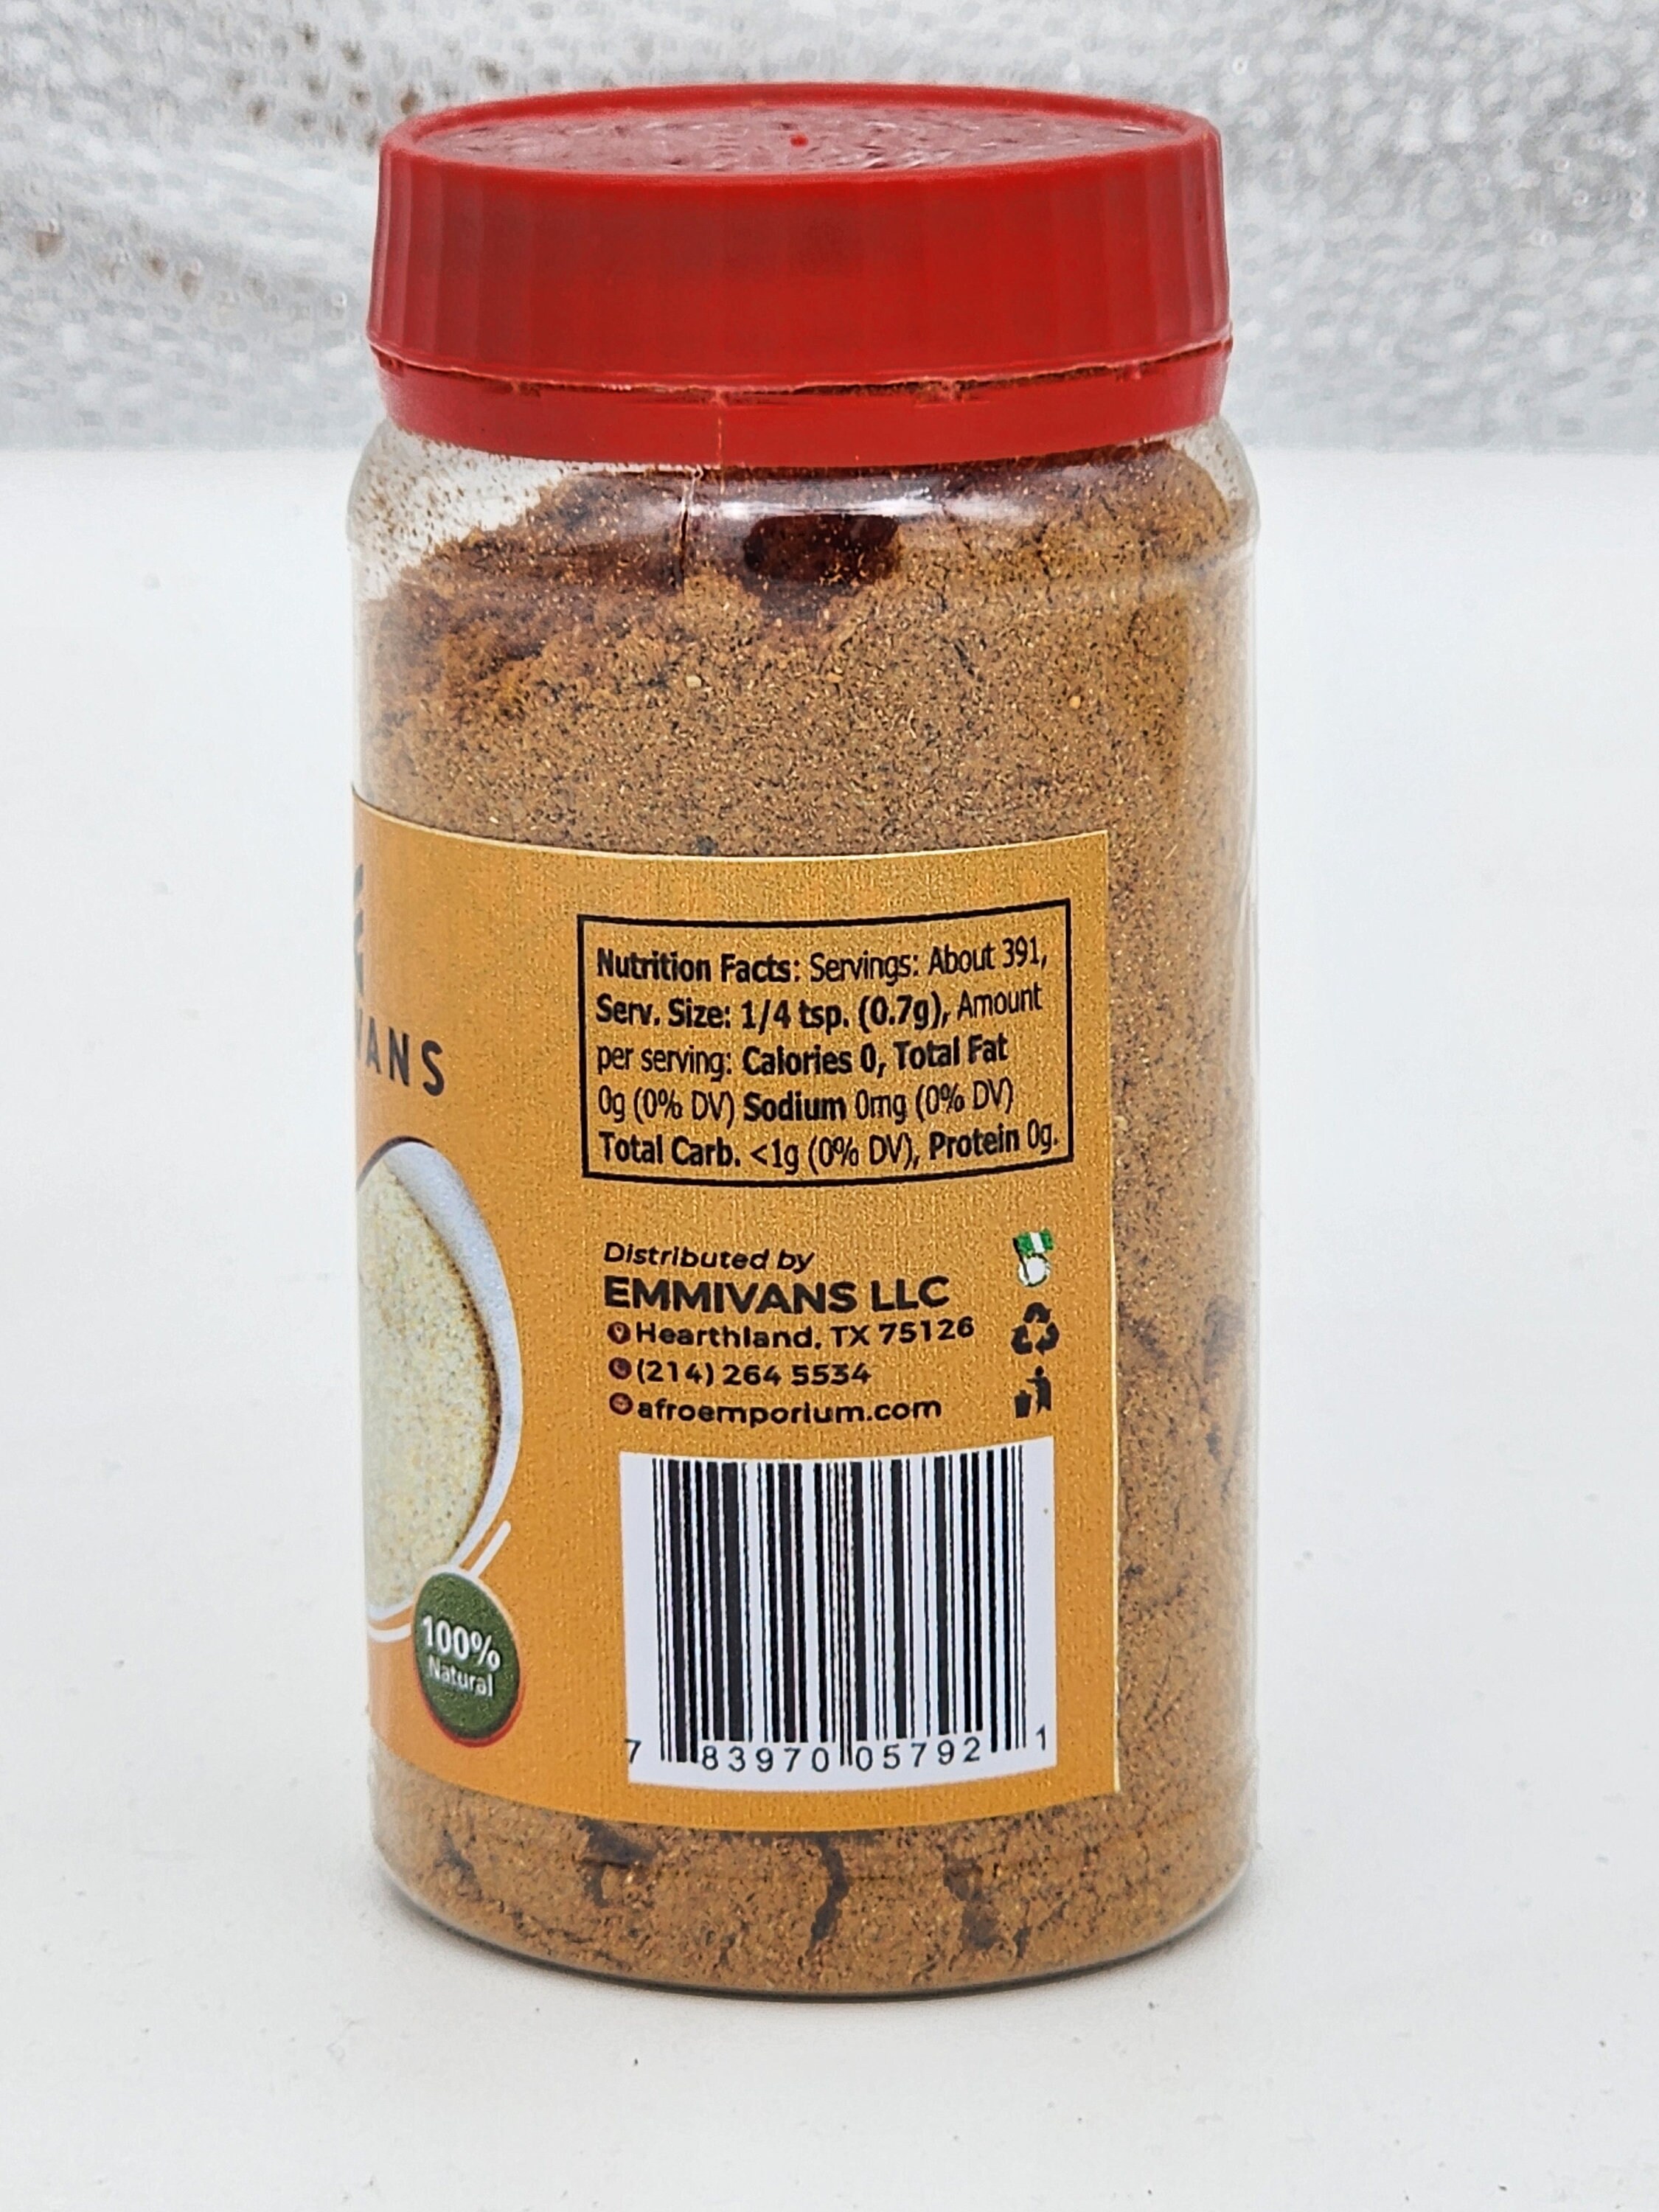 VANS
Nutrition Facts: Servings: About 391,
Serv. Size: 1/4 tsp. (0.7g), Amount
per serving: Calories 0, Total Fat
0g (0% DV) Sodium 0mg (0% DV)
Total Carb. <1g (0% DV), Protein 0g.
Distributed by
EMMIVANS LLC
Hearthland, TX 75126
(214) 264 5534
afroemporium.com
100%
Natural
7 83970 05792 1